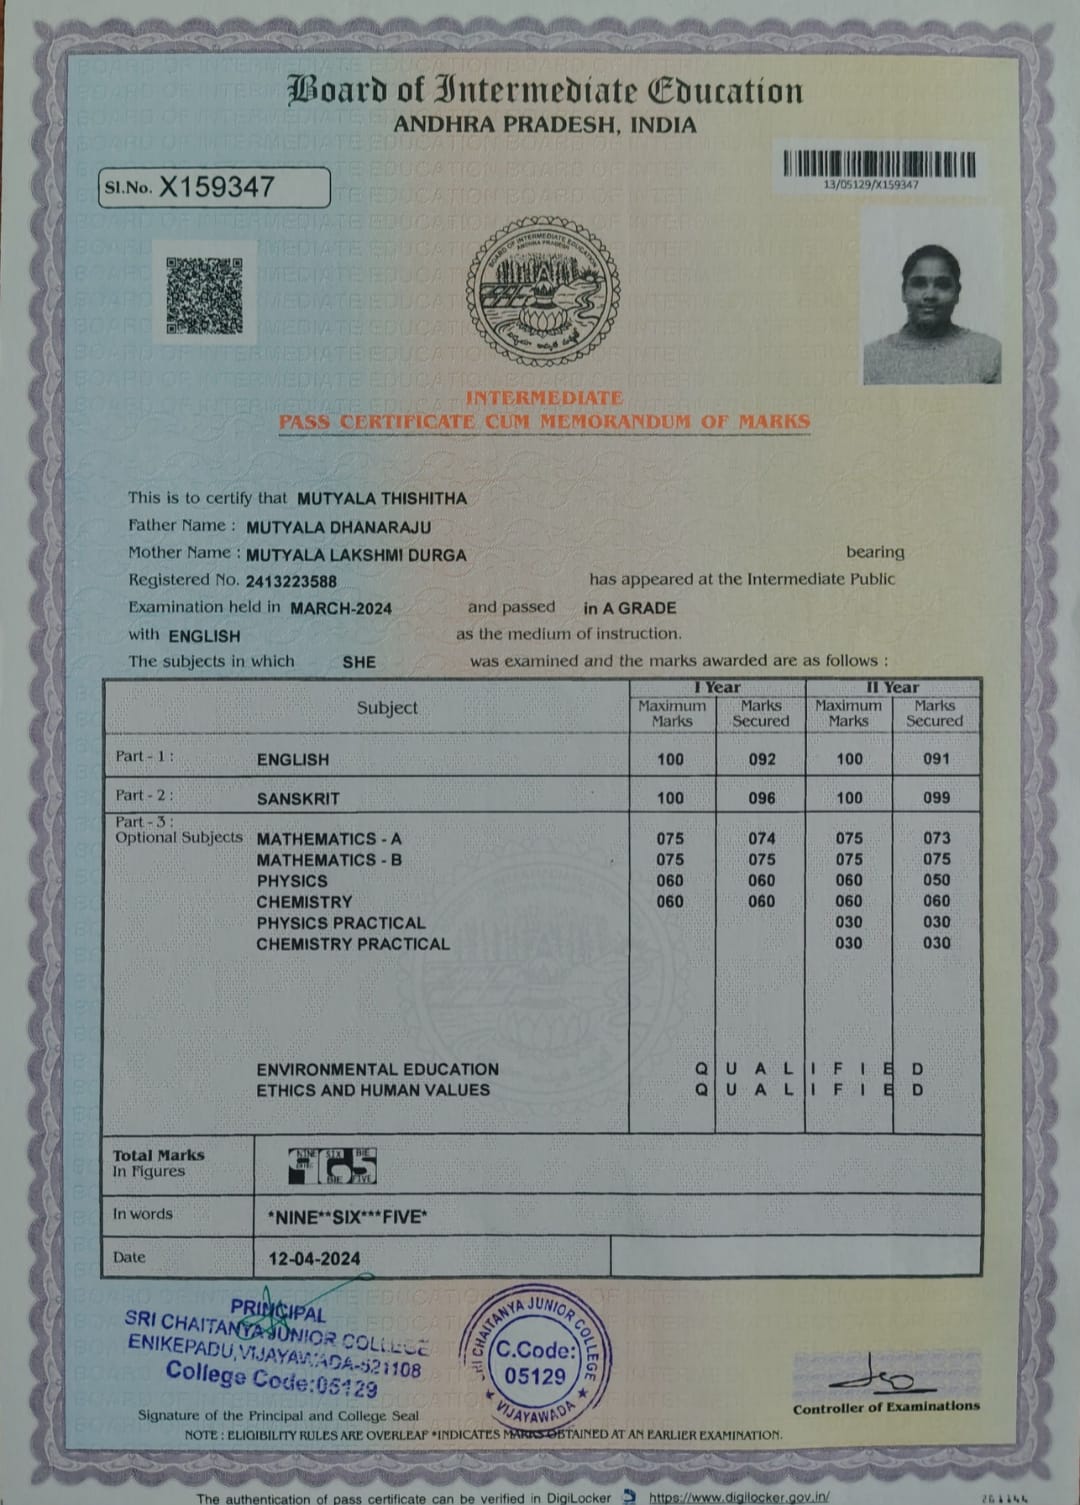 Board of Intermediate Education
ANDHRA PRADESH, INDIA
Sl.No. X159347
13/05129/X159347
BOARD OF INTERMEDIATE EDUCATION
ANDHRA PRADESH
INTERMEDIATE
PASS CERTIFICATE CUM MEMORANDUM OF MARKS
This is to certify that MUTYALA THISHITHA
Father Name : MUTYALA DHANARAJU
Mother Name : MUTYALA LAKSHMI DURGA bearing
Registered No. 2413223588 has appeared at the Intermediate Public
Examination held in MARCH-2024 and passed in A GRADE
with ENGLISH as the medium of instruction.
The subjects in which SHE was examined and the marks awarded are as follows :
Subject I Year II Year
Maximum Marks Marks Secured Maximum Marks Marks Secured
Part - 1 : ENGLISH 100 092 100 091
Part - 2 : SANSKRIT 100 096 100 099
Part - 3 :
Optional Subjects MATHEMATICS - A 075 074 075 073
MATHEMATICS - B 075 075 075 075
PHYSICS 060 060 060 050
CHEMISTRY 060 060 060 060
PHYSICS PRACTICAL 030 030
CHEMISTRY PRACTICAL 030 030
ENVIRONMENTAL EDUCATION Q U A L I F I E D
ETHICS AND HUMAN VALUES Q U A L I F I E D
Total Marks
In Figures 965
In words *NINE**SIX***FIVE*
Date 12-04-2024
PRINCIPAL
SRI CHAITANYA JUNIOR COLLEGE
ENIKEPADU, VIJAYAWADA-521108
College Code:05129
SRI CHAITANYA JUNIOR COLLEGE
C.Code:
05129
★ VIJAYAWADA ★
Controller of Examinations
Signature of the Principal and College Seal
NOTE : ELIGIBILITY RULES ARE OVERLEAF *INDICATES MARKS OBTAINED AT AN EARLIER EXAMINATION.
The authentication of pass certificate can be verified in DigiLocker https://www.digilocker.gov.in/